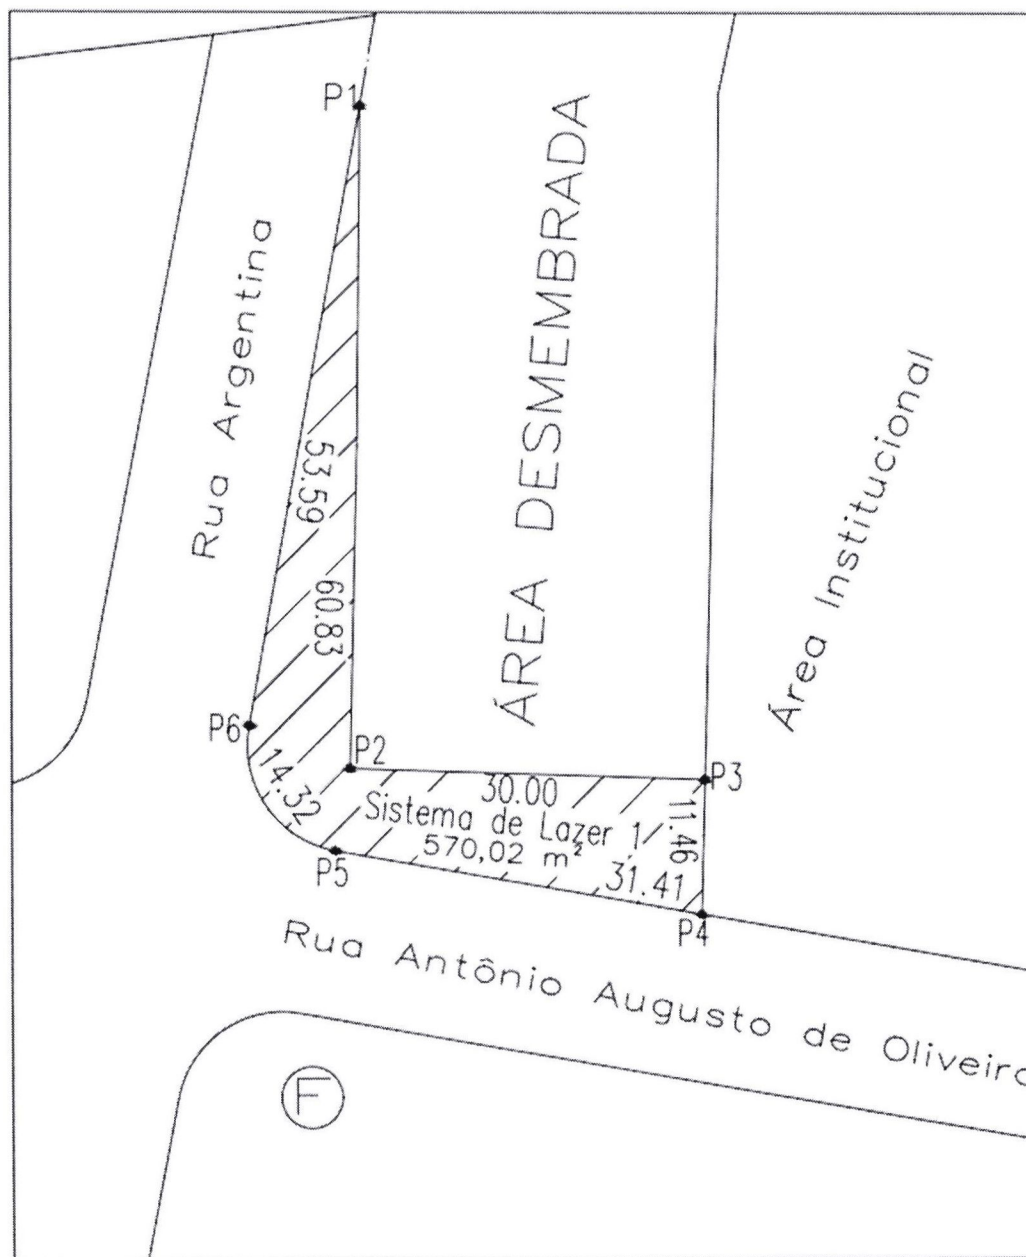 P1
ÁREA DESMEMBRADA
Rua Argentina
Área Institucional
53.59
60.83
P6
P2
P3
14.32
30.00
11.46
Sistema de Lazer 1
570,02 m²
31.41
P5
P4
Rua Antônio Augusto de Oliveira
F